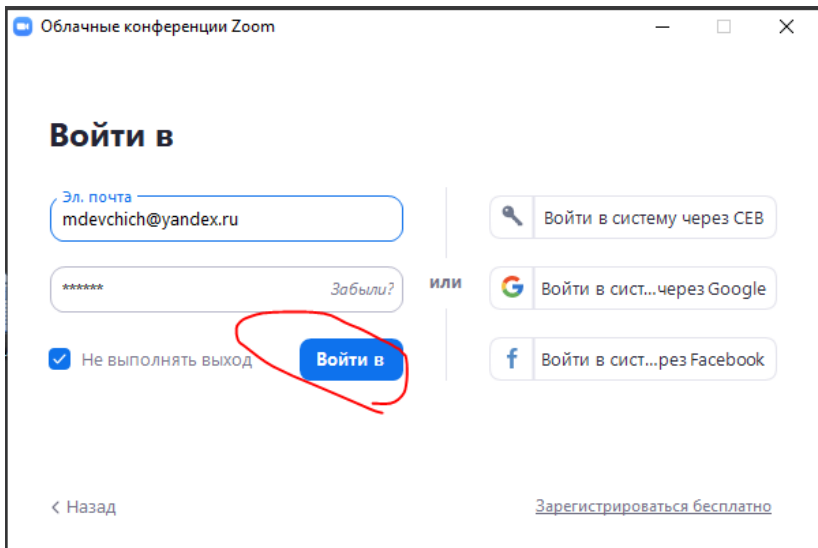 Облачные конференции Zoom
Войти в
Эл. почта
mdevchich@yandex.ru
****** Забыли?
Не выполнять выход
Войти в
или
Войти в систему через СЕВ
Войти в сист...через Google
Войти в сист...рез Facebook
< Назад
Зарегистрироваться бесплатно